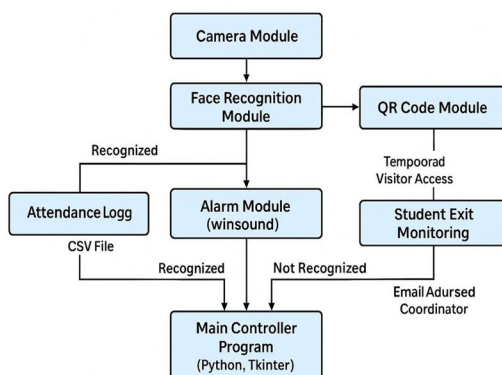 Camera Module
Face Recognition
Module
QR Code Module
Recognized
Tempoorad
Visitor Access
Attendance Logg
Alarm Module
(winsound)
Student Exit
Monitoring
CSV File
Recognized
Not Recognized
Email Adursed
Coordinator
Main Controller
Program
(Python, Tkinter)